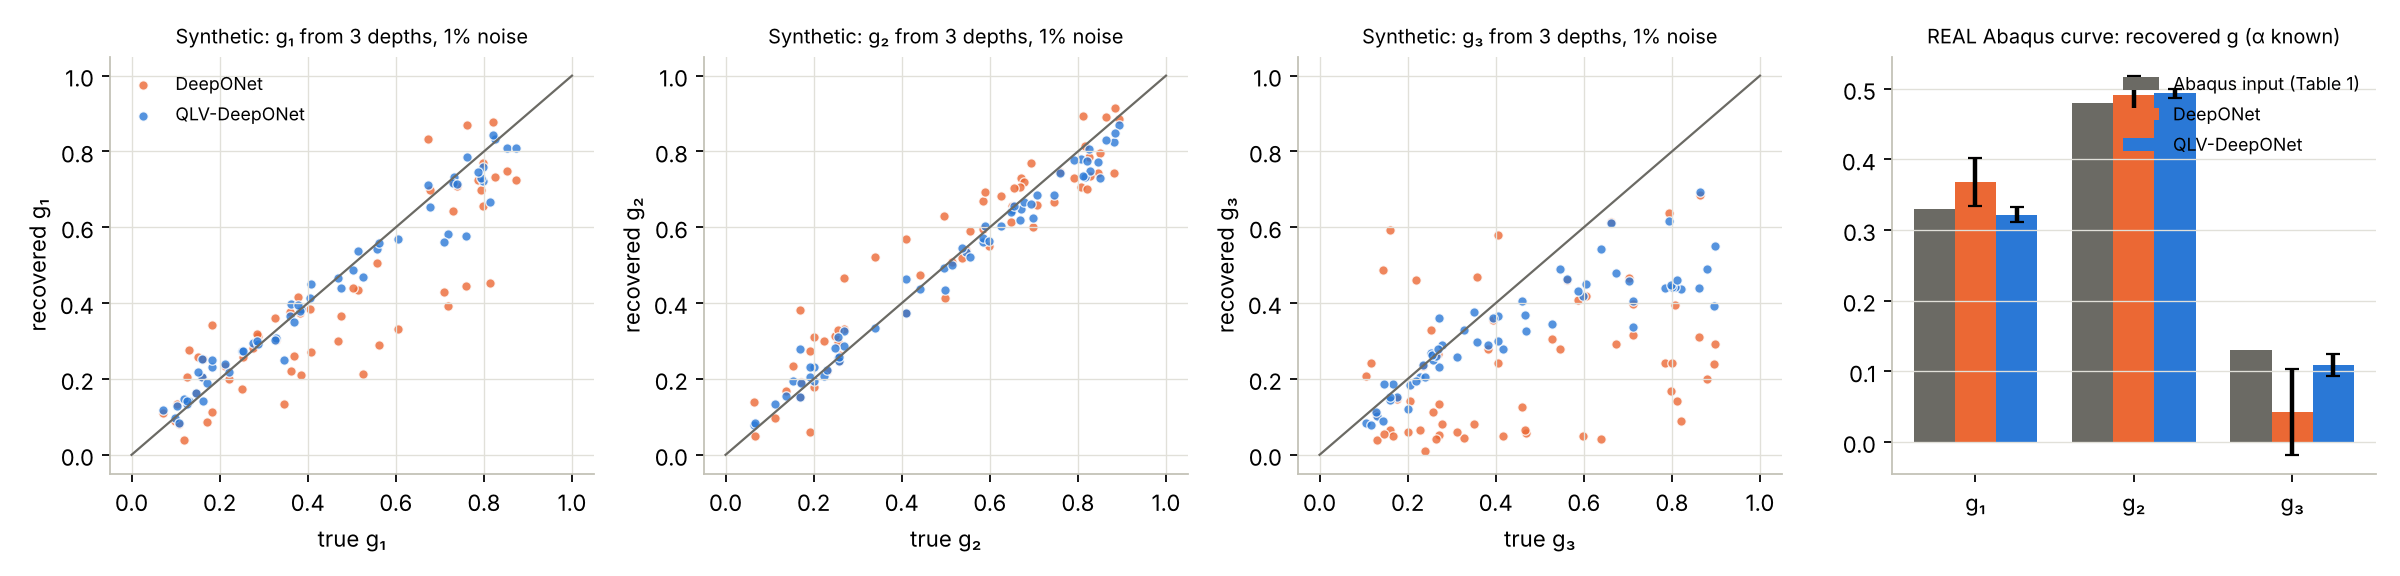 Synthetic: g₁ from 3 depths, 1% noise
DeepONet
QLV-DeepONet
recovered g₁
1.0
0.8
0.6
0.4
0.2
0.0
0.0 0.2 0.4 0.6 0.8 1.0
true g₁
Synthetic: g₂ from 3 depths, 1% noise
recovered g₂
1.0
0.8
0.6
0.4
0.2
0.0
0.0 0.2 0.4 0.6 0.8 1.0
true g₂
Synthetic: g₃ from 3 depths, 1% noise
recovered g₃
1.0
0.8
0.6
0.4
0.2
0.0
0.0 0.2 0.4 0.6 0.8 1.0
true g₃
REAL Abaqus curve: recovered g (α known)
Abaqus input (Table 1)
DeepONet
QLV-DeepONet
0.5
0.4
0.3
0.2
0.1
0.0
g₁ g₂ g₃